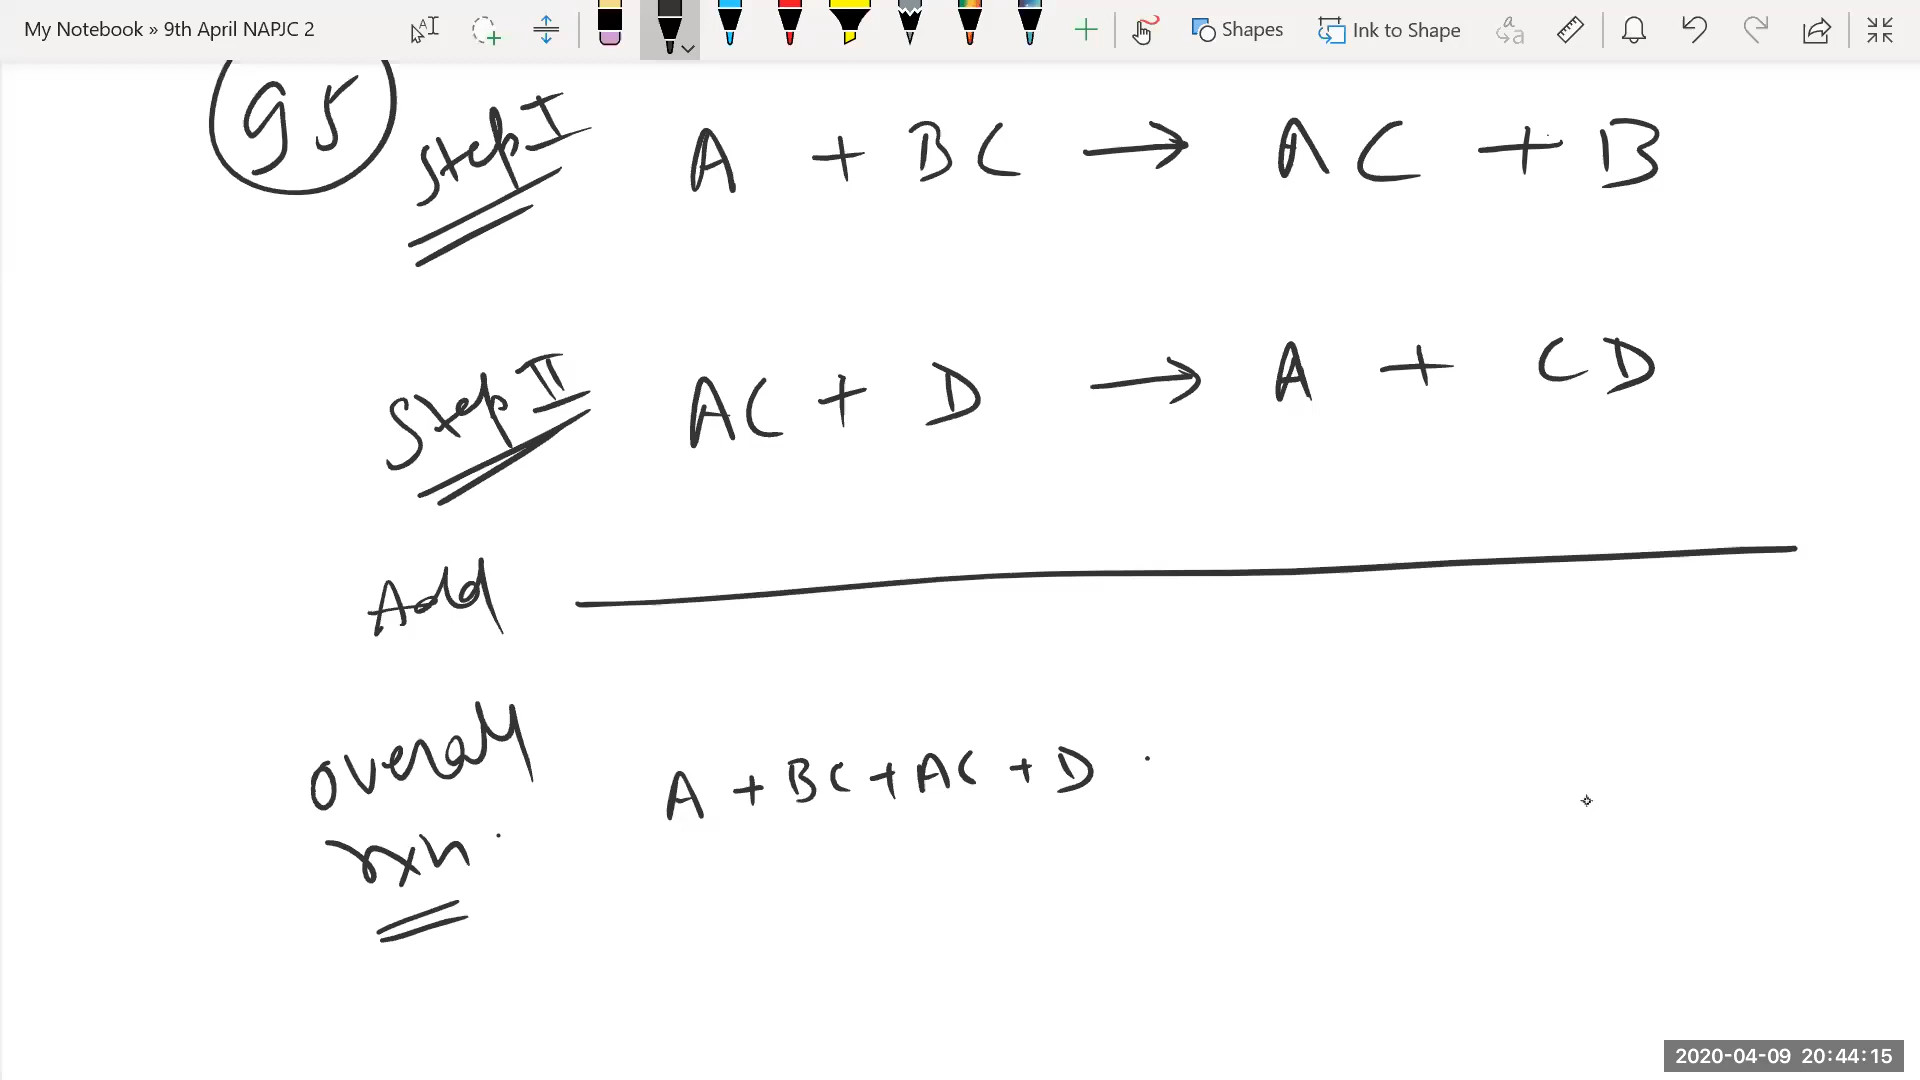 My Notebook » 9th April NAPJC 2
Shapes
Ink to Shape
95
Step I A + BC → AC + B
Step II AC + D → A + CD
Add
Overall A + BC + AC + D
rxn.
2020-04-09 20:44:15